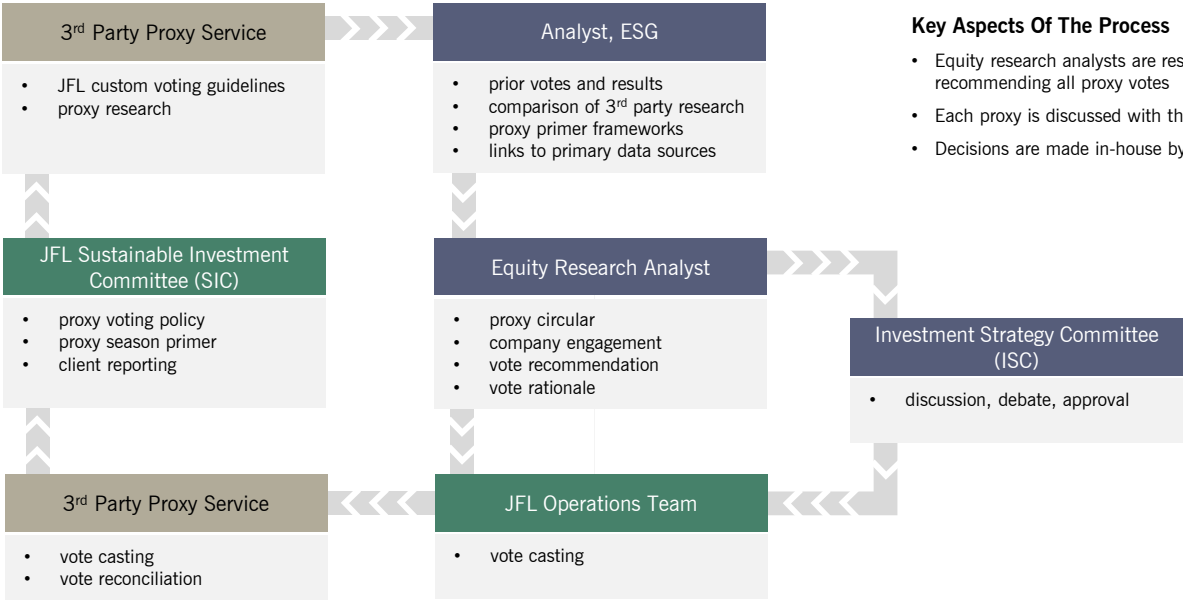 3rd Party Proxy Service
• JFL custom voting guidelines
• proxy research
Analyst, ESG
• prior votes and results
• comparison of 3rd party research
• proxy primer frameworks
• links to primary data sources
Key Aspects Of The Process
• Equity research analysts are res
recommending all proxy votes
• Each proxy is discussed with th
• Decisions are made in-house by
JFL Sustainable Investment
Committee (SIC)
• proxy voting policy
• proxy season primer
• client reporting
Equity Research Analyst
• proxy circular
• company engagement
• vote recommendation
• vote rationale
Investment Strategy Committee
(ISC)
• discussion, debate, approval
3rd Party Proxy Service
• vote casting
• vote reconciliation
JFL Operations Team
• vote casting